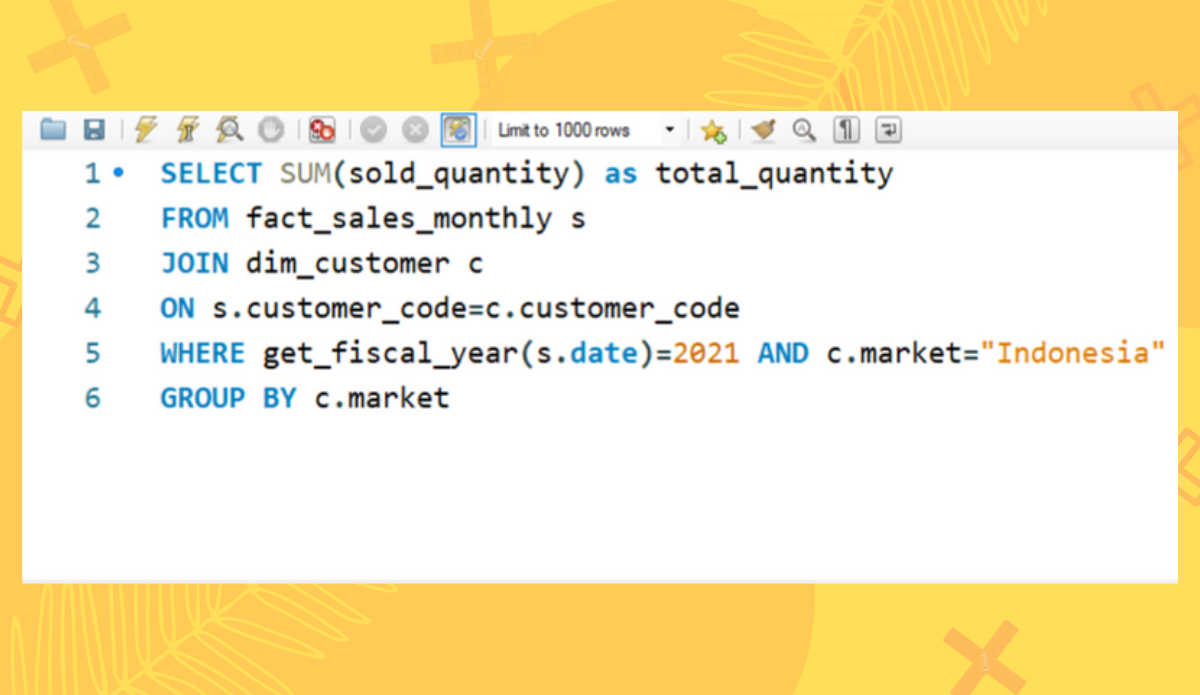 Limit to 1000 rows
1 SELECT SUM(sold_quantity) as total_quantity
2 FROM fact_sales_monthly s
3 JOIN dim_customer c
4 ON s.customer_code=c.customer_code
5 WHERE get_fiscal_year(s.date)=2021 AND c.market="Indonesia"
6 GROUP BY c.market